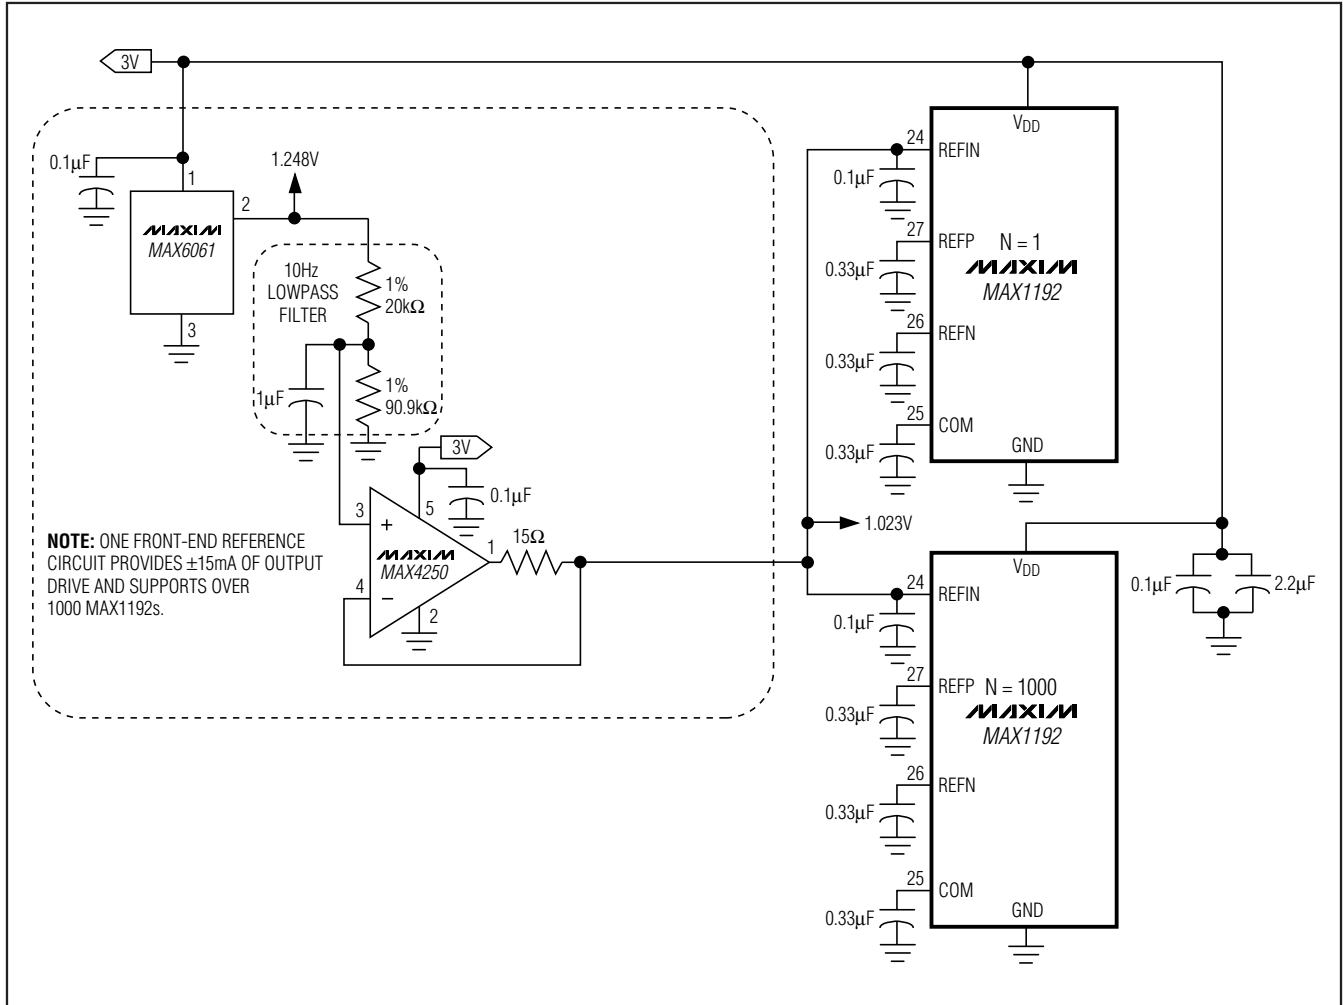 3V
0.1µF
1
1.248V
2
MAXIM
MAX6061
3
10Hz
LOWPASS
FILTER
1%
20kΩ
1µF
1%
90.9kΩ
3V
5
0.1µF
3
+
MAXIM
MAX4250
1
15Ω
4
−
2
NOTE: ONE FRONT-END REFERENCE
CIRCUIT PROVIDES ±15mA OF OUTPUT
DRIVE AND SUPPORTS OVER
1000 MAX1192s.
VDD
24
REFIN
0.1µF
27
REFP
N = 1
MAXIM
MAX1192
0.33µF
26
REFN
0.33µF
25
COM
0.33µF
GND
1.023V
VDD
24
REFIN
0.1µF
27
REFP
N = 1000
MAXIM
MAX1192
0.33µF
26
REFN
0.33µF
25
COM
0.33µF
GND
0.1µF
2.2µF